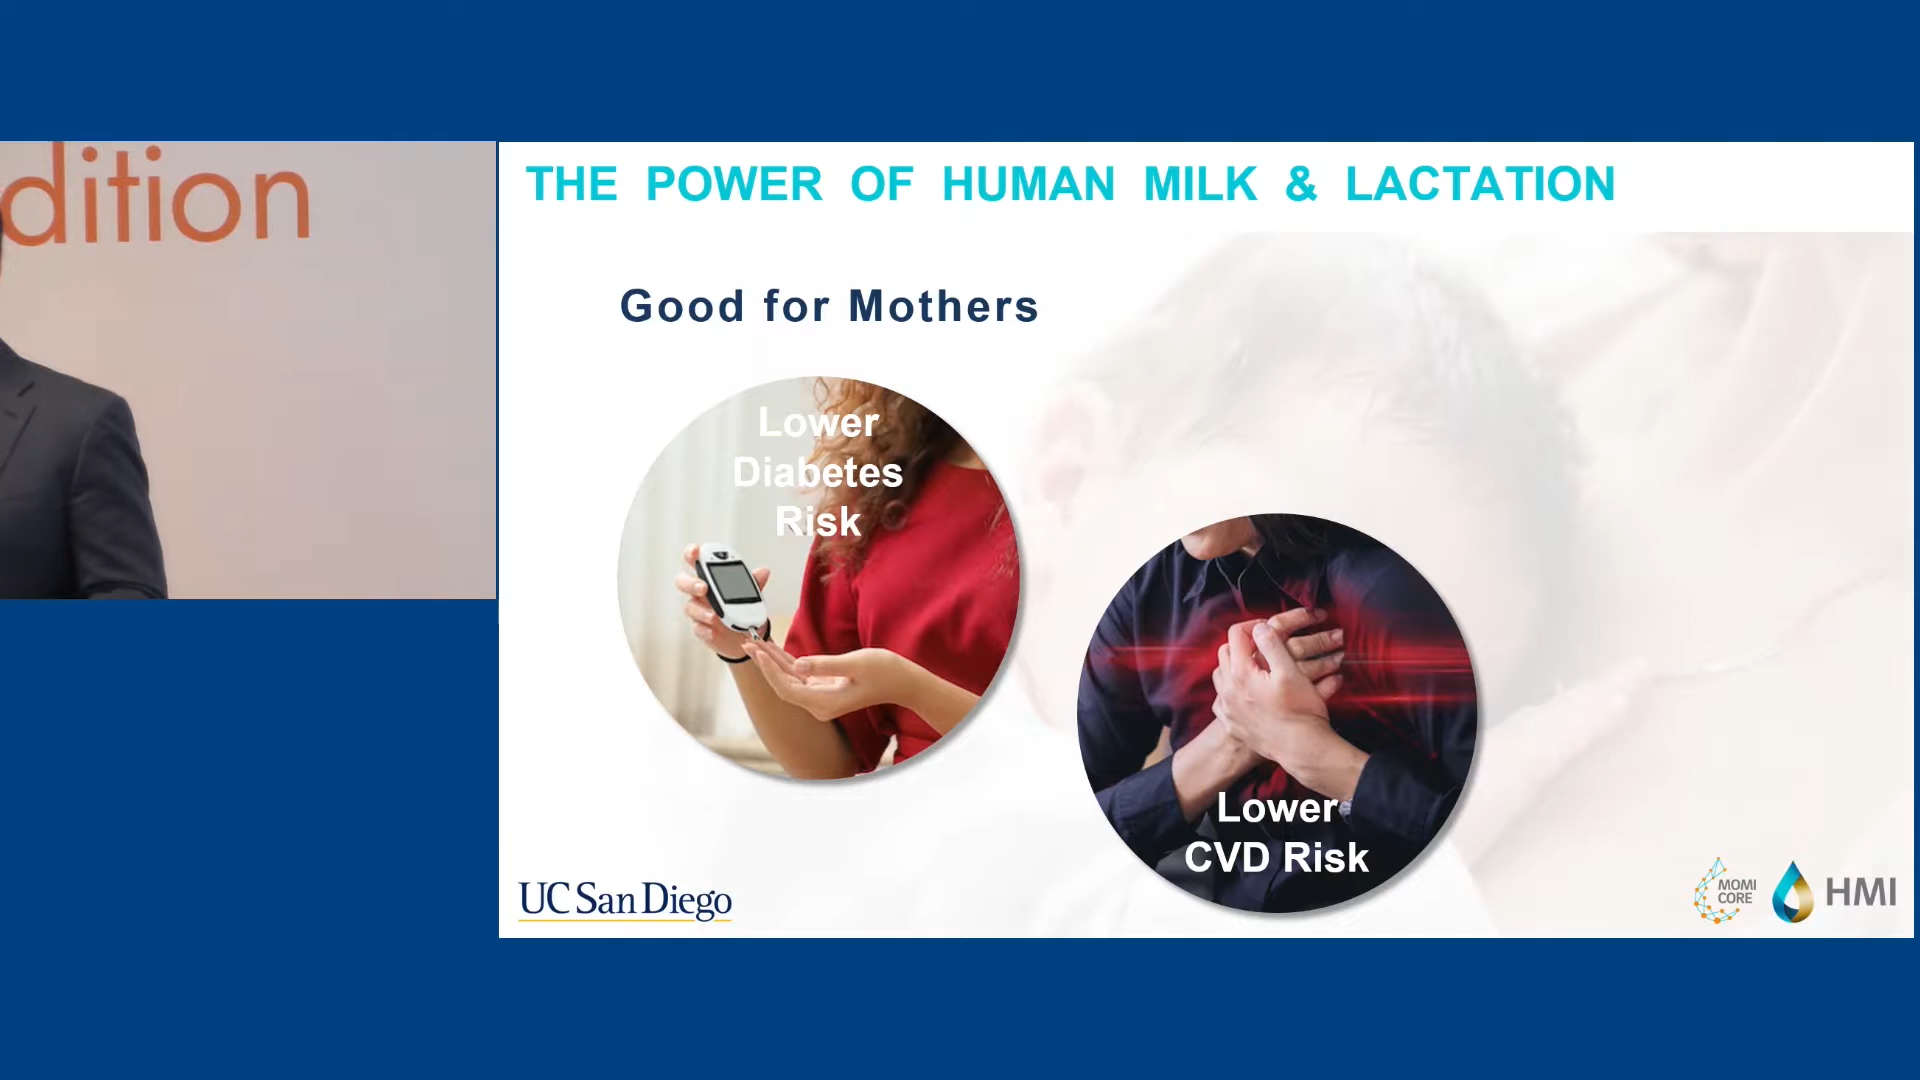 dition
THE POWER OF HUMAN MILK & LACTATION
Good for Mothers
Lower
Diabetes
Risk
Lower
CVD Risk
UC San Diego
MOMI
CORE
HMI